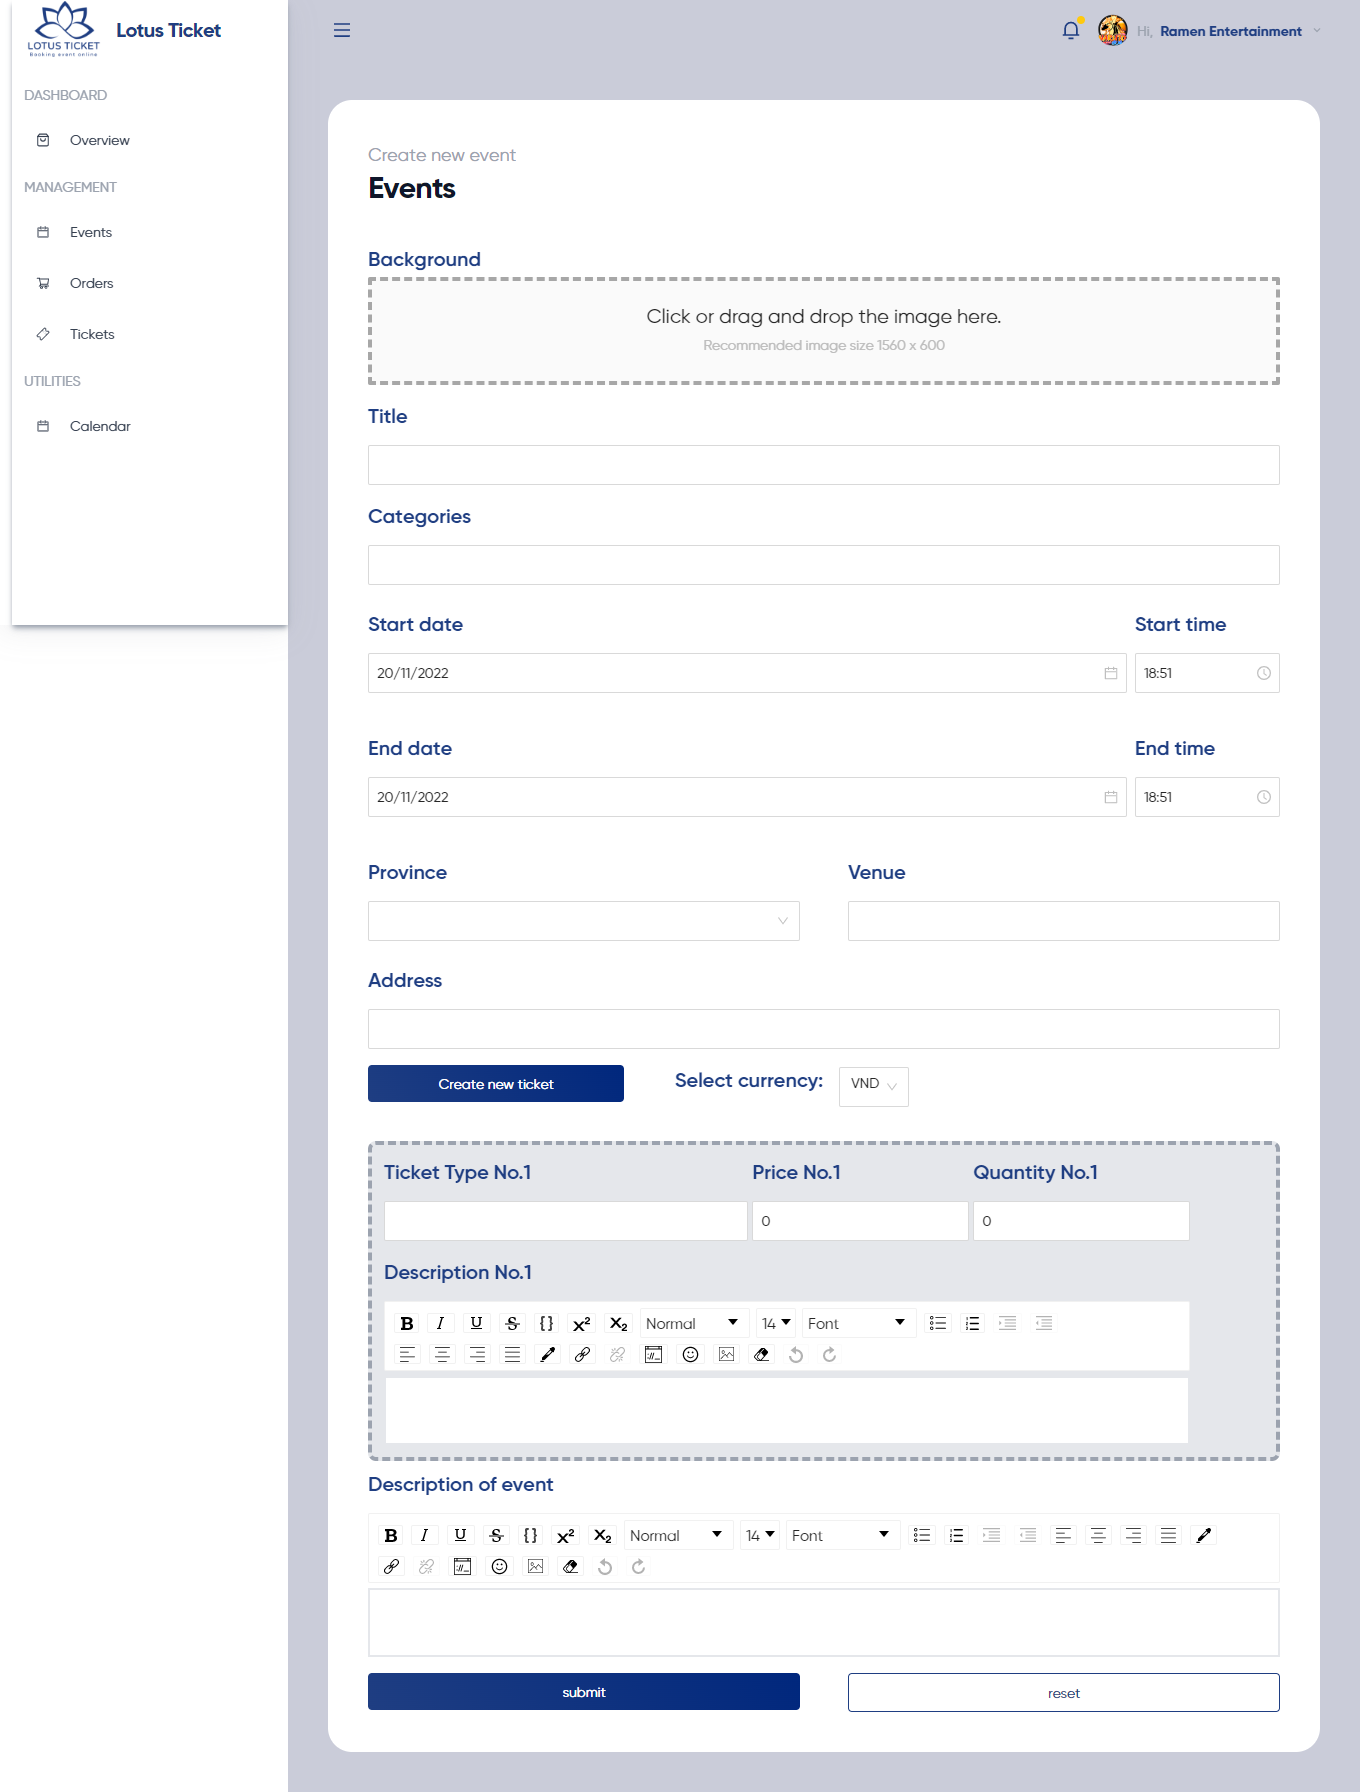 LOTUS TICKET
Booking event online
Lotus Ticket
DASHBOARD
Overview
MANAGEMENT
Events
Orders
Tickets
UTILITIES
Calendar
Hi, Ramen Entertainment
Create new event
Events
Background
Click or drag and drop the image here.
Recommended image size 1560 x 600
Title
Categories
Start date Start time
20/11/2022 18:51
End date End time
20/11/2022 18:51
Province Venue
Address
Create new ticket Select currency: VND
Ticket Type No.1 Price No.1 Quantity No.1
0 0
Description No.1
B I U S {} x² x₂ Normal 14 Font
Description of event
B I U S {} x² x₂ Normal 14 Font
submit reset